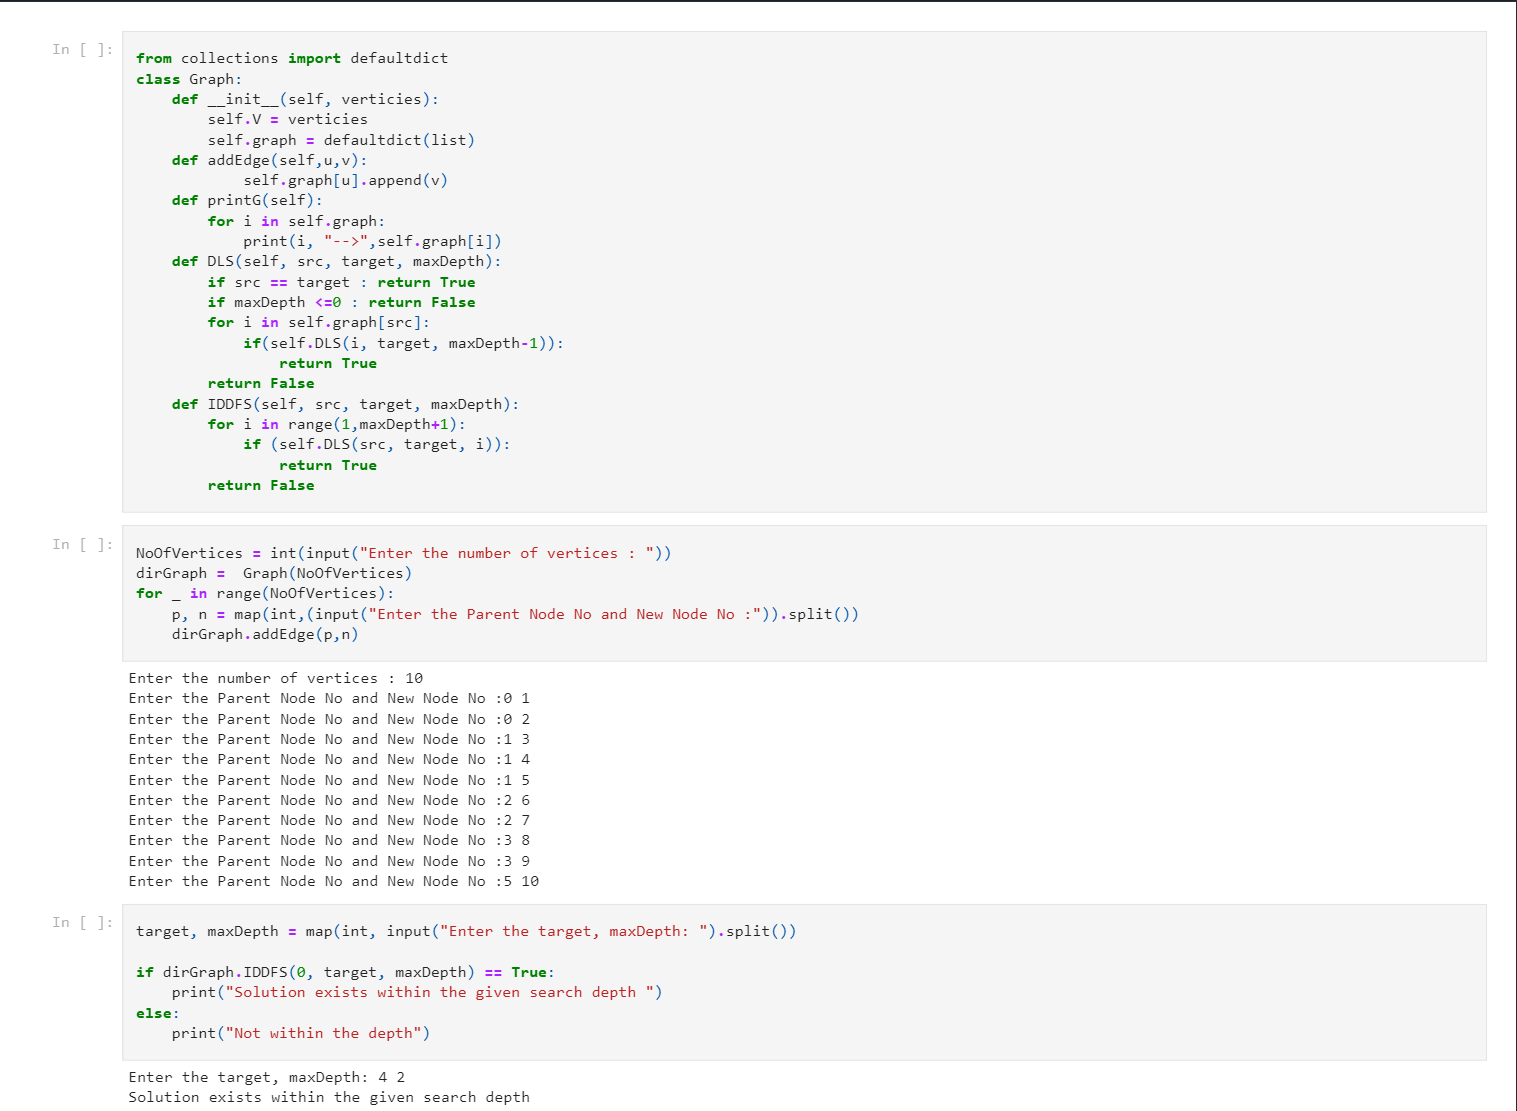 In [ ]:
from collections import defaultdict
class Graph:
    def __init__(self, verticies):
        self.V = verticies
        self.graph = defaultdict(list)
    def addEdge(self,u,v):
            self.graph[u].append(v)
    def printG(self):
        for i in self.graph:
            print(i, "-->",self.graph[i])
    def DLS(self, src, target, maxDepth):
        if src == target : return True
        if maxDepth <=0 : return False
        for i in self.graph[src]:
            if(self.DLS(i, target, maxDepth-1)):
                return True
        return False
    def IDDFS(self, src, target, maxDepth):
        for i in range(1,maxDepth+1):
            if (self.DLS(src, target, i)):
                return True
        return False
In [ ]:
NoOfVertices = int(input("Enter the number of vertices : "))
dirGraph =  Graph(NoOfVertices)
for _ in range(NoOfVertices):
    p, n = map(int,(input("Enter the Parent Node No and New Node No :")).split())
    dirGraph.addEdge(p,n)
Enter the number of vertices : 10
Enter the Parent Node No and New Node No :0 1
Enter the Parent Node No and New Node No :0 2
Enter the Parent Node No and New Node No :1 3
Enter the Parent Node No and New Node No :1 4
Enter the Parent Node No and New Node No :1 5
Enter the Parent Node No and New Node No :2 6
Enter the Parent Node No and New Node No :2 7
Enter the Parent Node No and New Node No :3 8
Enter the Parent Node No and New Node No :3 9
Enter the Parent Node No and New Node No :5 10
In [ ]:
target, maxDepth = map(int, input("Enter the target, maxDepth: ").split())
if dirGraph.IDDFS(0, target, maxDepth) == True:
    print("Solution exists within the given search depth ")
else:
    print("Not within the depth")
Enter the target, maxDepth: 4 2
Solution exists within the given search depth